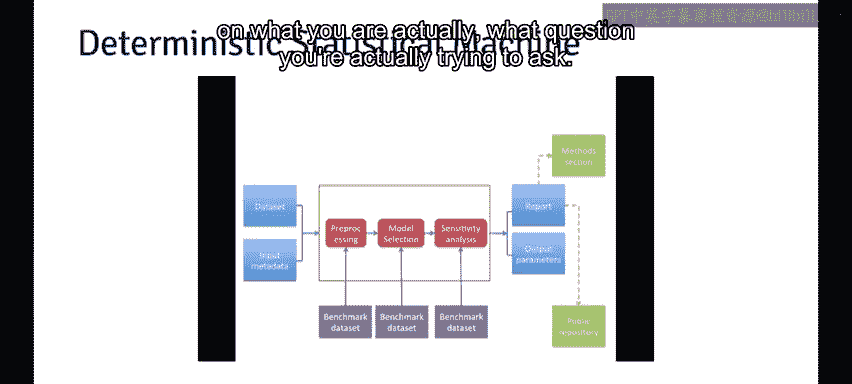 on what you are actually, what question
you're actually trying to ask.
Deterministic Statistical Machine
Methods
section
Dataset
Report
Preproc
essing
Model
Selection
Sensitivity
analysis
Input
metadata
Output
parameters
Benchmark
dataset
Benchmark
dataset
Benchmark
dataset
Public
repository